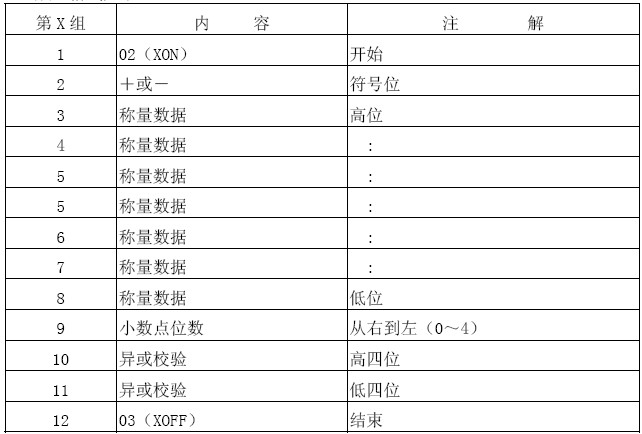 第 X 组 内 容 注 解
1 02（XON） 开始
2 ＋或－ 符号位
3 称量数据 高位
4 称量数据 :
5 称量数据 :
5 称量数据 :
6 称量数据 :
7 称量数据 :
8 称量数据 低位
9 小数点位数 从右到左（0～4）
10 异或校验 高四位
11 异或校验 低四位
12 03（XOFF） 结束